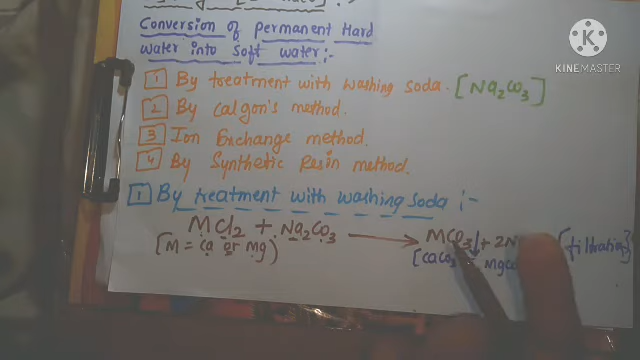 KINEMASTER
Conversion of permanent Hard
water into soft water:-
1 By treatment with washing soda. [Na2CO3]
2 By calgon's method.
3 Ion Exchange method.
4 By Synthetic Resin method.
1 By treatment with washing soda :-
MCl2 + Na2CO3 → MCO3↓ + 2N [filtration]
[M = Ca or Mg) [CaCO3 MgCO